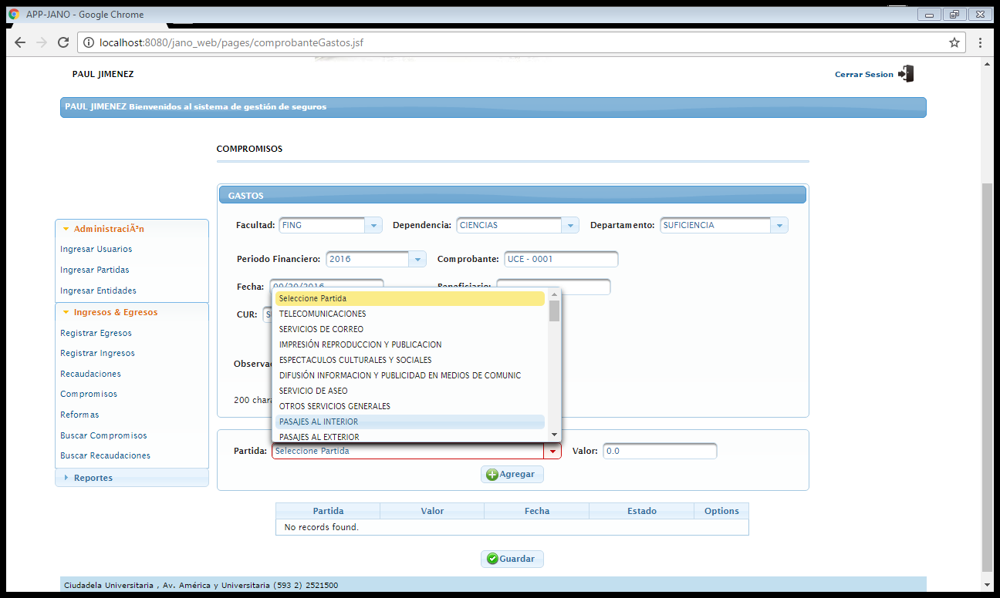 APP-JANO - Google Chrome
localhost:8080/jano_web/pages/comprobanteGastos.jsf
PAUL JIMENEZ
Cerrar Sesion
PAUL JIMENEZ Bienvenidos al sistema de gestión de seguros
COMPROMISOS
GASTOS
Facultad: FING Dependencia: CIENCIAS Departamento: SUFICIENCIA
Periodo Financiero: 2016 Comprobante: UCE - 0001
Fecha: 09/20/2016 Beneficiario:
CUR:
Observac
200 chara
AdministraciÃ³n
Ingresar Usuarios
Ingresar Partidas
Ingresar Entidades
Ingresos & Egresos
Registrar Egresos
Registrar Ingresos
Recaudaciones
Compromisos
Reformas
Buscar Compromisos
Buscar Recaudaciones
Reportes
Seleccione Partida
TELECOMUNICACIONES
SERVICIOS DE CORREO
IMPRESIÓN REPRODUCCION Y PUBLICACION
ESPECTACULOS CULTURALES Y SOCIALES
DIFUSIÓN INFORMACION Y PUBLICIDAD EN MEDIOS DE COMUNIC
SERVICIO DE ASEO
OTROS SERVICIOS GENERALES
PASAJES AL INTERIOR
PASAJES AL EXTERIOR
Partida: Seleccione Partida Valor: 0.0
Agregar
Partida Valor Fecha Estado Options
No records found.
Guardar
Ciudadela Universitaria , Av. América y Universitaria (593 2) 2521500